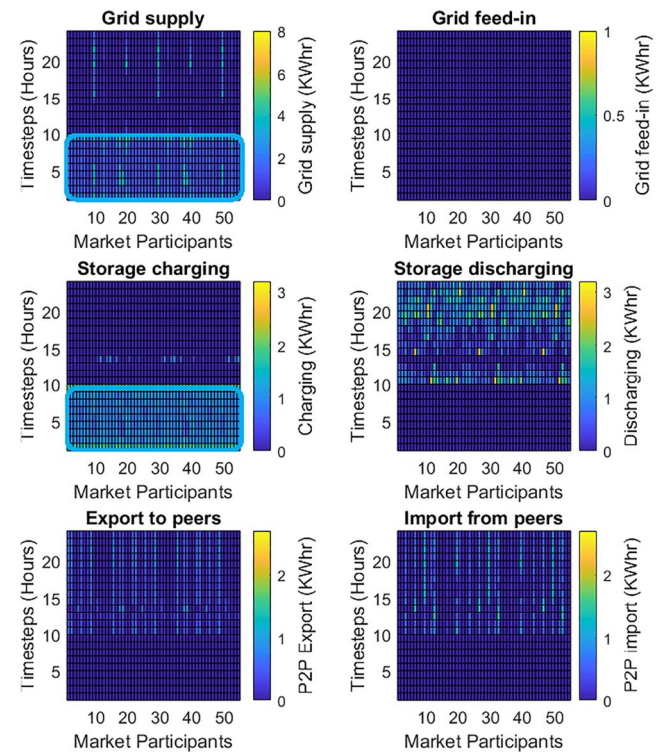 Grid supply
Timesteps (Hours)
20
15
10
5
10 20 30 40 50
Market Participants
8
6
4
2
0
Grid supply (KWhr)
Grid feed-in
Timesteps (Hours)
20
15
10
5
10 20 30 40 50
Market Participants
1
0.5
0
Grid feed-in (KWhr)
Storage charging
Timesteps (Hours)
20
15
10
5
10 20 30 40 50
Market Participants
3
2
1
0
Charging (KWhr)
Storage discharging
Timesteps (Hours)
20
15
10
5
10 20 30 40 50
Market Participants
3
2
1
0
Discharging (KWhr)
Export to peers
Timesteps (Hours)
20
15
10
5
10 20 30 40 50
Market Participants
2
1
0
P2P Export (KWhr)
Import from peers
Timesteps (Hours)
20
15
10
5
10 20 30 40 50
Market Participants
2
1
0
P2P import (KWhr)